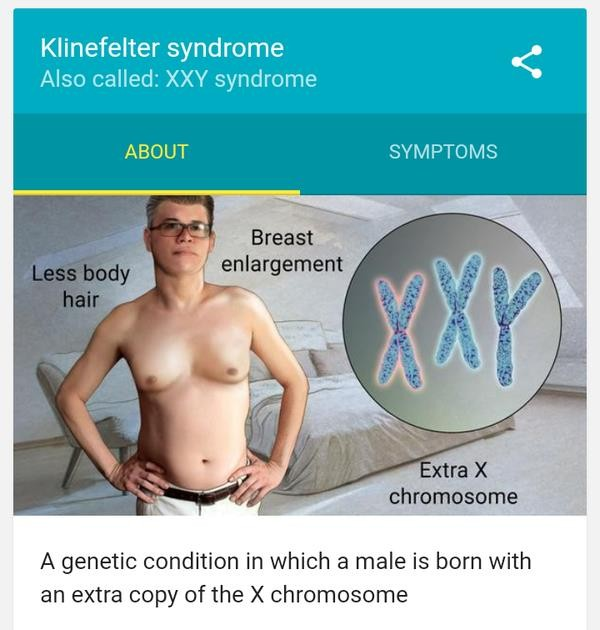 Klinefelter syndrome
Also called: XXY syndrome
ABOUT
SYMPTOMS
Less body
hair
Breast
enlargement
Extra X
chromosome
A genetic condition in which a male is born with
an extra copy of the X chromosome